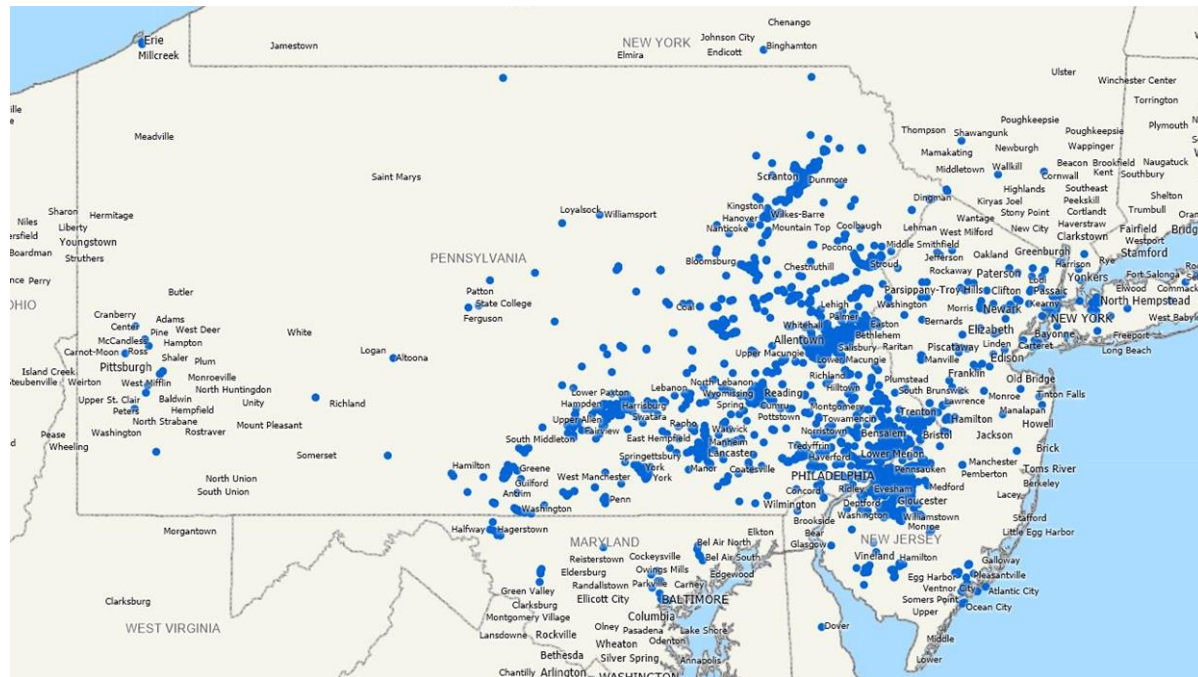 Chenango
Johnson City
Binghamton
Endicott
Elmira
NEW YORK
Jamestown
Erie
Millcreek
Ulster
Winchester Center
Torrington
Poughkeepsie
Thompson
Shawangunk
Poughkeepsie
Plymouth
Newburgh
Wappinger
Mamakating
Middletown
Wallkill
Beacon
Brookfield
Naugatuck
Cornwall
Kent
Southbury
Meadville
Saint Marys
Scranton
Dunmore
Dingman
Highlands
Southeast
Shelton
Kiryas Joel
Peekskill
Trumbull
Stony Point
Cortlandt
Wantage
New City
Haverstraw
Clarkstown
Fairfield
Westport
Bridg
Stamford
Sharon
Hermitage
Niles
Liberty
ersfield
Youngstown
Boardman
Struthers
Loyalsock
Williamsport
Kingston
Hanover
Wilkes-Barre
Nanticoke
Mountain Top
Coolbaugh
Lehman
West Milford
Pocono
Middle Smithfield
Jefferson
Oakland
Greenburgh
Harrison
Rye
PENNSYLVANIA
Bloomsburg
Chestnuthill
Stroud
Rockaway
Paterson
Lodi
Yonkers
Fort Salonga
Elwood
Commack
nce
Perry
Butler
Patton
State College
Ferguson
Coal
Lehigh
Washington
Parsippany-Troy Hills
Clifton
Passaic
Morris
Newark
Kearny
North Hempstead
OHIO
Cranberry
Center
Adams
Pine
West Deer
McCandless
Hampton
Carnot-Moon
Ross
Shaler
Plum
Pittsburgh
Monroeville
White
Logan
Altoona
Whitehall
Palmer
Easton
Bethlehem
Allentown
Salisbury
Raritan
Upper Macungie
Lower Macungie
Bernards
Elizabeth
NEW YORK
West Babyl
Bayonne
Freeport
Long Beach
Linden
Carteret
Piscataway
Edison
Manville
Island Creek
Steubenville
Weirton
West Mifflin
North Huntingdon
Upper St. Clair
Baldwin
Unity
Richland
Peters
Hempfield
North Strabane
Mount Pleasant
Washington
Rostraver
Pease
Wheeling
Somerset
Lower Paxton
Hampden
Harrisburg
Upper Allen
Swatara
Fairview
Lebanon
North Lebanon
Wyomissing
Reading
Spring
Cumru
Richland
Hilltown
Plumstead
South Brunswick
Franklin
Old Bridge
Montgomery
Towamencin
Pottstown
Lawrence
Monroe
Tinton Falls
Trenton
Hamilton
Manalapan
Howell
South Middleton
East Hempfield
Rapho
Warwick
Manheim
Lancaster
Norristown
Bensalem
Bristol
Jackson
Tredyffrin
Haverford
Lower Merion
Brick
Hamilton
Greene
Springettsbury
York
York
Manor
Coatesville
Guilford
West Manchester
Antrim
Penn
PHILADELPHIA
Pennsauken
Manchester
Toms River
Pemberton
Berkeley
North Union
South Union
Washington
Concord
Ridley
Evesham
Medford
Lacey
Wilmington
Deptford
Gloucester
Washington
Williamstown
Monroe
Stafford
Little Egg Harbor
Morgantown
Halfway
Hagerstown
MARYLAND
Elkton
Brookside
Bear
Glasgow
NEW JERSEY
Bel Air North
Bel Air South
Reisterstown
Cockeysville
Eldersburg
Owings Mills
Edgewood
Vineland
Hamilton
Galloway
Pleasantville
Green Valley
Randallstown
Parkville
Carney
Egg Harbor
Ventnor City
Atlantic City
Clarksburg
Clarksburg
Ellicott City
BALTIMORE
Somers Point
Ocean City
Upper
Montgomery Village
Columbia
WEST VIRGINIA
Lansdowne
Rockville
Olney
Pasadena
Lake Shore
Dover
Wheaton
Odenton
Middle
Bethesda
Silver Spring
Annapolis
Lower
Chantilly
Arlington
WASHINGTON